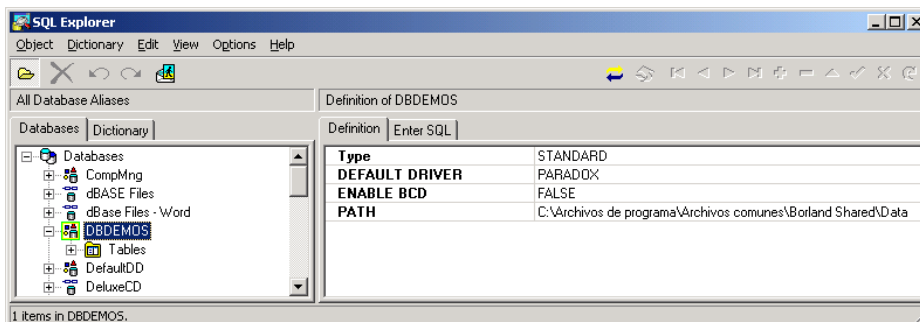 SQL Explorer
Object Dictionary Edit View Options Help
All Database Aliases
Definition of DBDEMOS
Databases Dictionary
Definition Enter SQL
Databases
CompMng
dBASE Files
dBase Files - Word
DBDEMOS
Tables
DefaultDD
DeluxeCD
Type STANDARD
DEFAULT DRIVER PARADOX
ENABLE BCD FALSE
PATH C:\Archivos de programa\Archivos comunes\Borland Shared\Data
1 items in DBDEMOS.